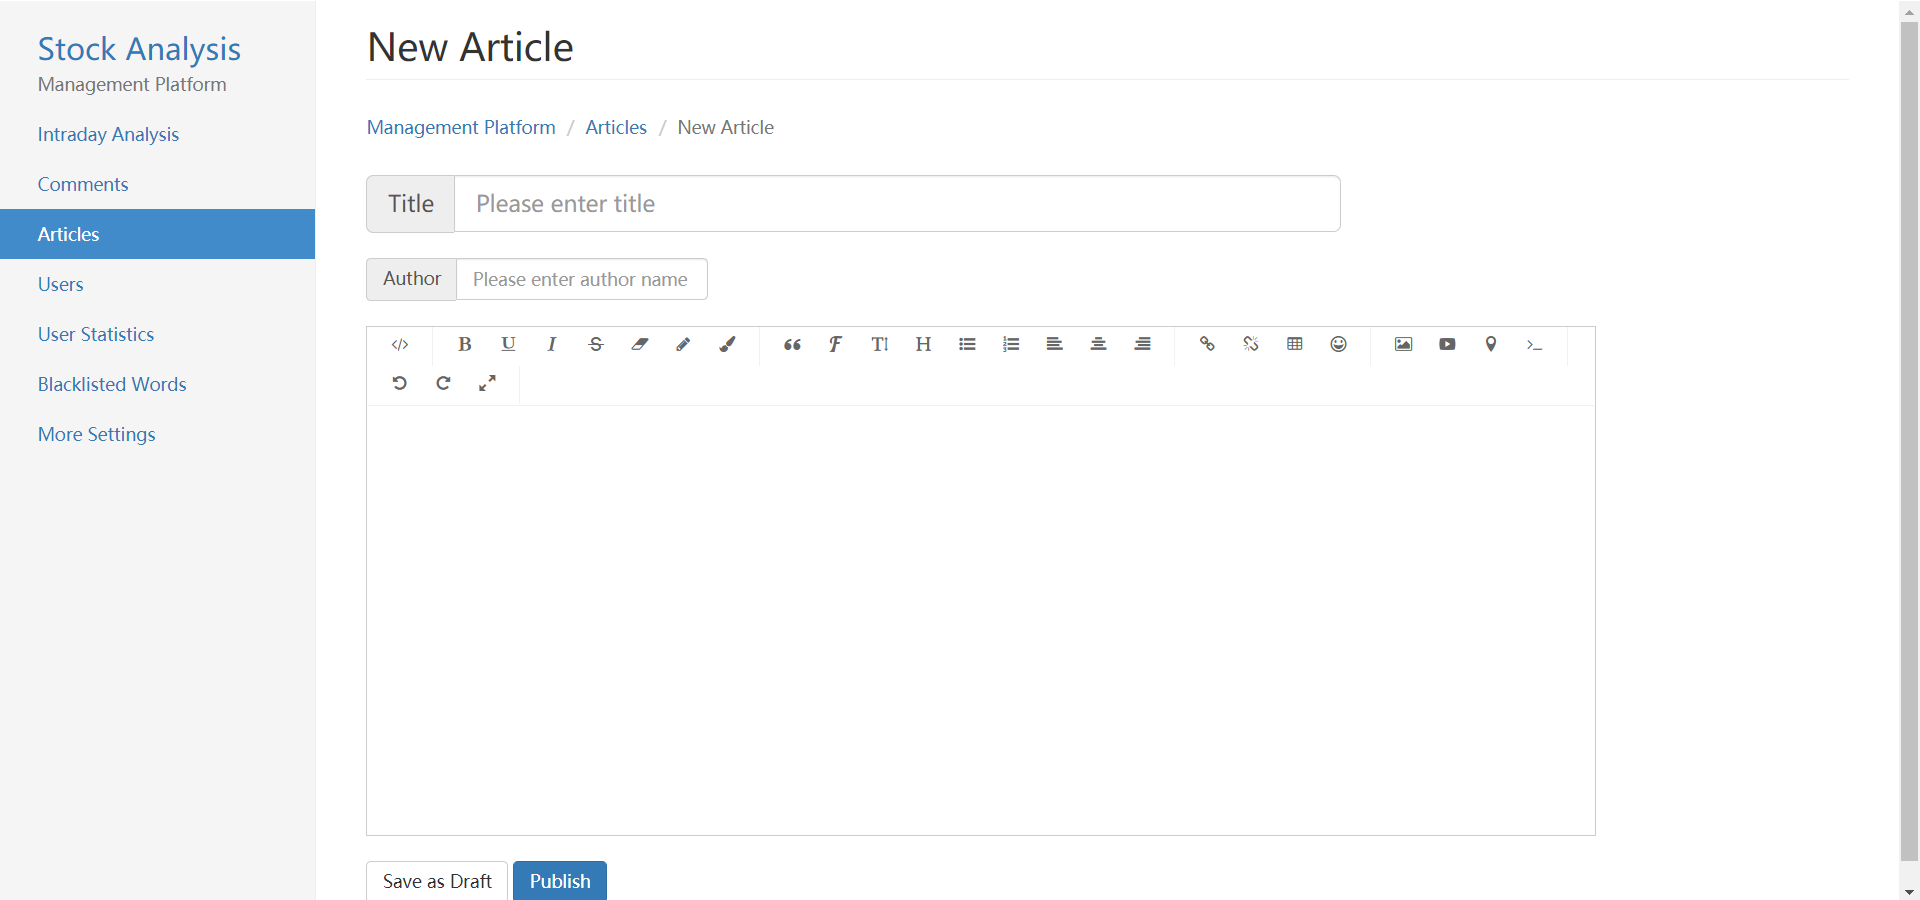 Stock Analysis
Management Platform
Intraday Analysis
Comments
Articles
Users
User Statistics
Blacklisted Words
More Settings
New Article
Management Platform / Articles / New Article
Title Please enter title
Author Please enter author name
Save as Draft Publish